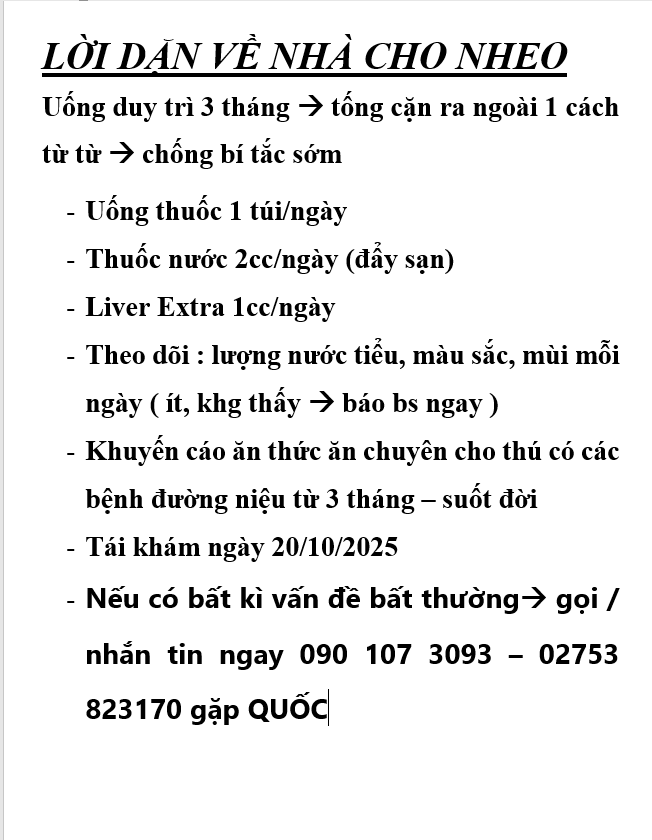 LỜI DẶN VỀ NHÀ CHO NHEO
Uống duy trì 3 tháng → tống cặn ra ngoài 1 cách
từ từ → chống bí tắc sớm
- Uống thuốc 1 túi/ngày
- Thuốc nước 2cc/ngày (đẩy sạn)
- Liver Extra 1cc/ngày
- Theo dõi : lượng nước tiểu, màu sắc, mùi mỗi
ngày ( ít, khg thấy → báo bs ngay )
- Khuyến cáo ăn thức ăn chuyên cho thú có các
bệnh đường niệu từ 3 tháng – suốt đời
- Tái khám ngày 20/10/2025
- Nếu có bất kì vấn đề bất thường→ gọi /
nhắn tin ngay 090 107 3093 – 02753
823170 gặp QUỐC